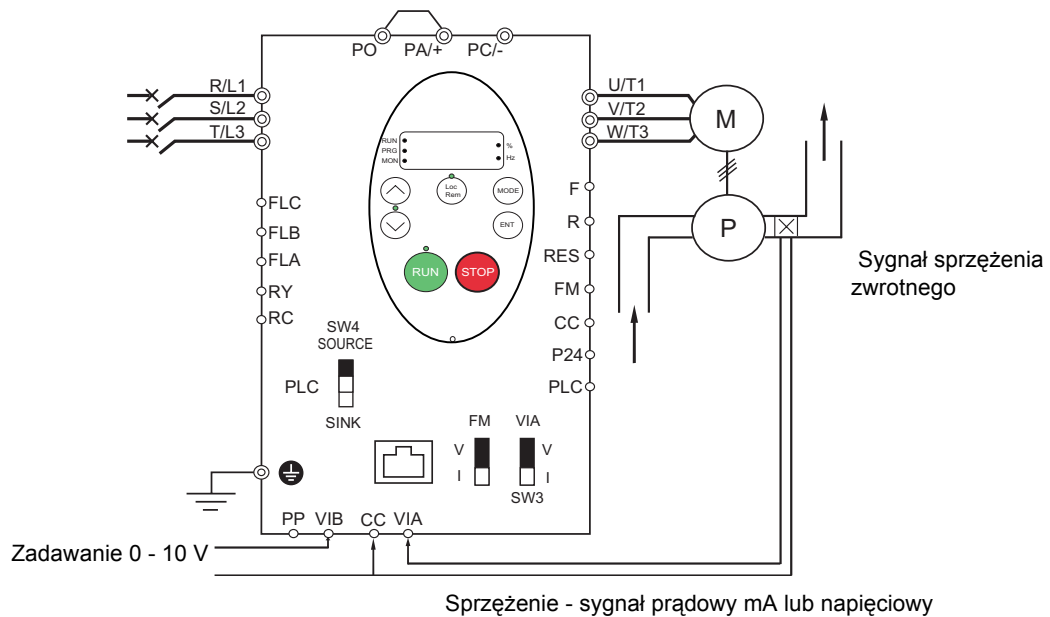 PO PA/+ PC/-
R/L1
S/L2
T/L3
U/T1
V/T2
W/T3
M
RUN
PRG
MON
%
Hz
Loc
Rem
MODE
ENT
RUN STOP
FLC
FLB
FLA
RY
RC
F
R
RES
FM
CC
P24
PLC
P
Sygnał sprzężenia
zwrotnego
SW4
SOURCE
PLC
SINK
FM VIA
V V
I I
SW3
PP VIB CC VIA
Zadawanie 0 - 10 V
Sprzężenie - sygnał prądowy mA lub napięciowy